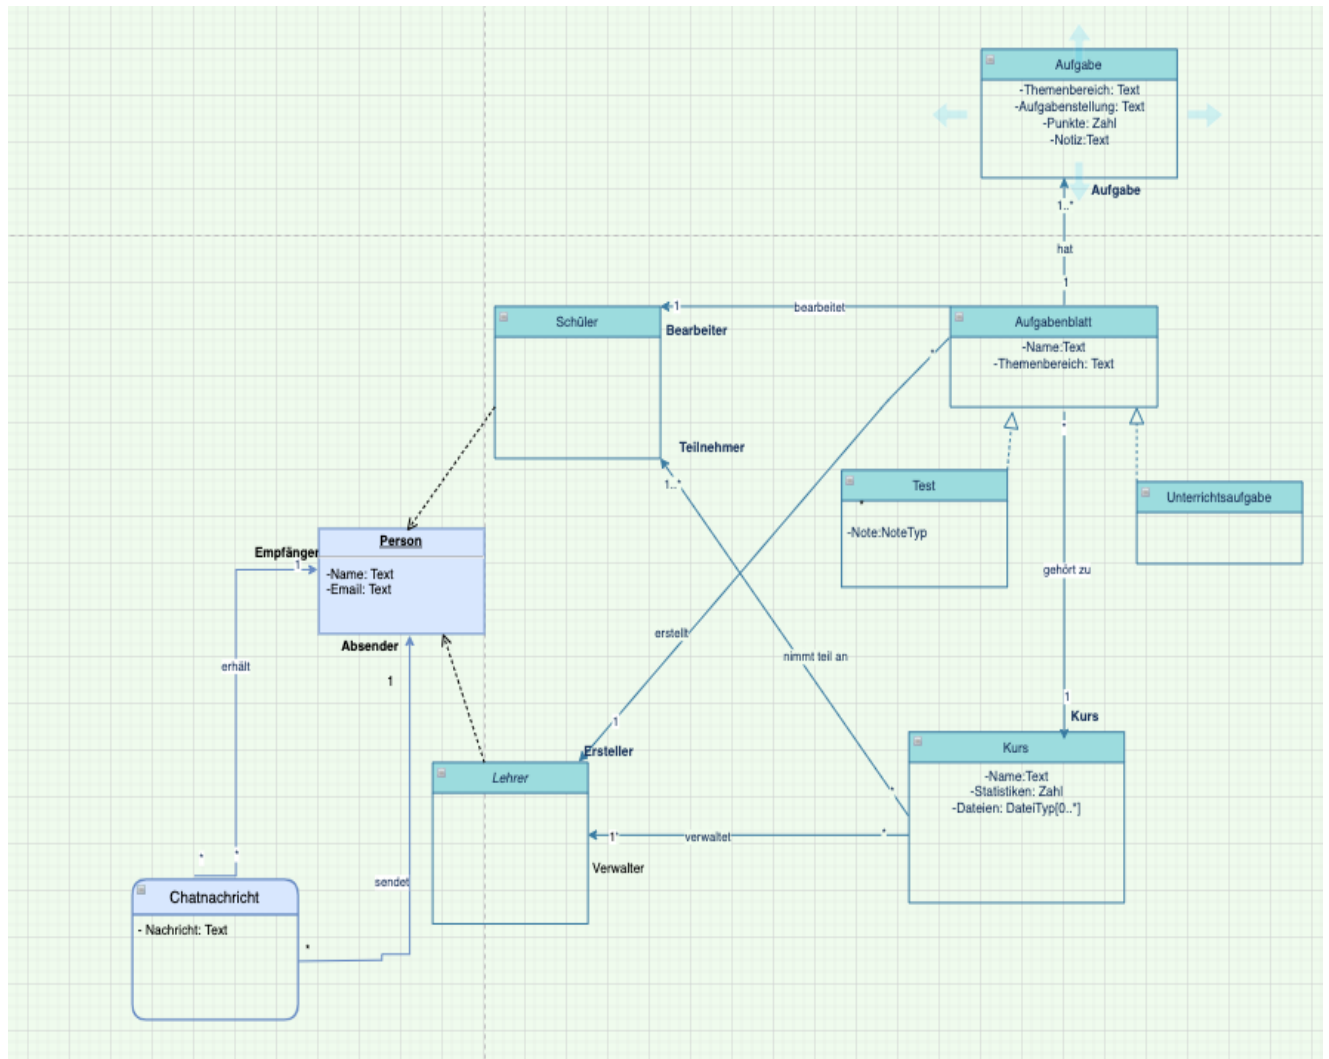 Aufgabe
-Themenbereich: Text
-Aufgabenstellung: Text
-Punkte: Zahl
-Notiz:Text
Aufgabe
1..*
hat
1
Schüler
1
bearbeitet
Bearbeiter
Aufgabenblatt
-Name:Text
-Themenbereich: Text
*
*
Teilnehmer
1..*
Test
*
-Note:NoteTyp
Unterrichtsaufgabe
Person
-Name: Text
-Email: Text
Empfänger
1
gehört zu
erstellt
nimmt teil an
Absender
1
erhält
1
Kurs
1
Ersteller
Kurs
-Name:Text
-Statistiken: Zahl
-Dateien: DateiTyp[0..*]
Lehrer
*
1*
verwaltet
*
Verwalter
*
*
sendet
Chatnachricht
- Nachricht: Text
*